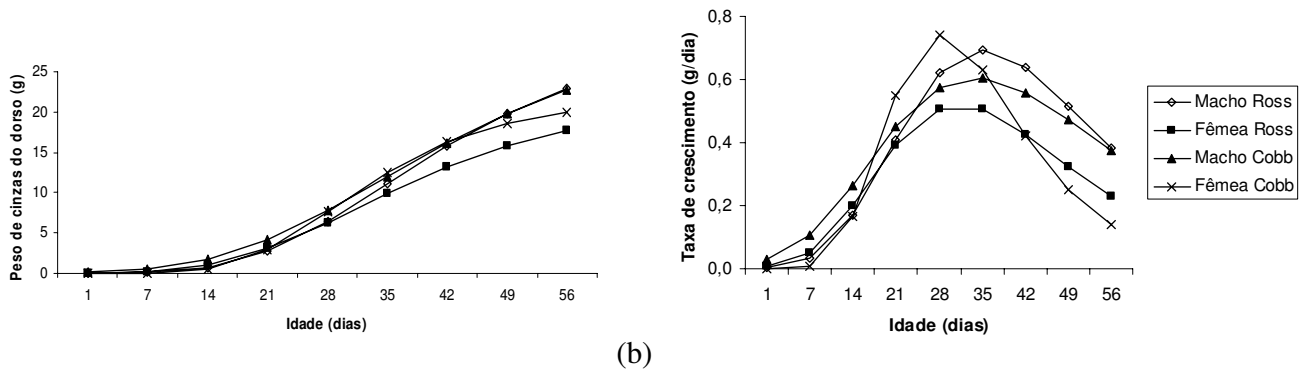 Peso de cinzas do dorso (g)
25
20
15
10
5
0
1 7 14 21 28 35 42 49 56
Idade (dias)
Taxa de crescimento (g/dia)
0,8
0,6
0,4
0,2
0,0
1 7 14 21 28 35 42 49 56
Idade (dias)
Macho Ross
Fêmea Ross
Macho Cobb
Fêmea Cobb
(b)